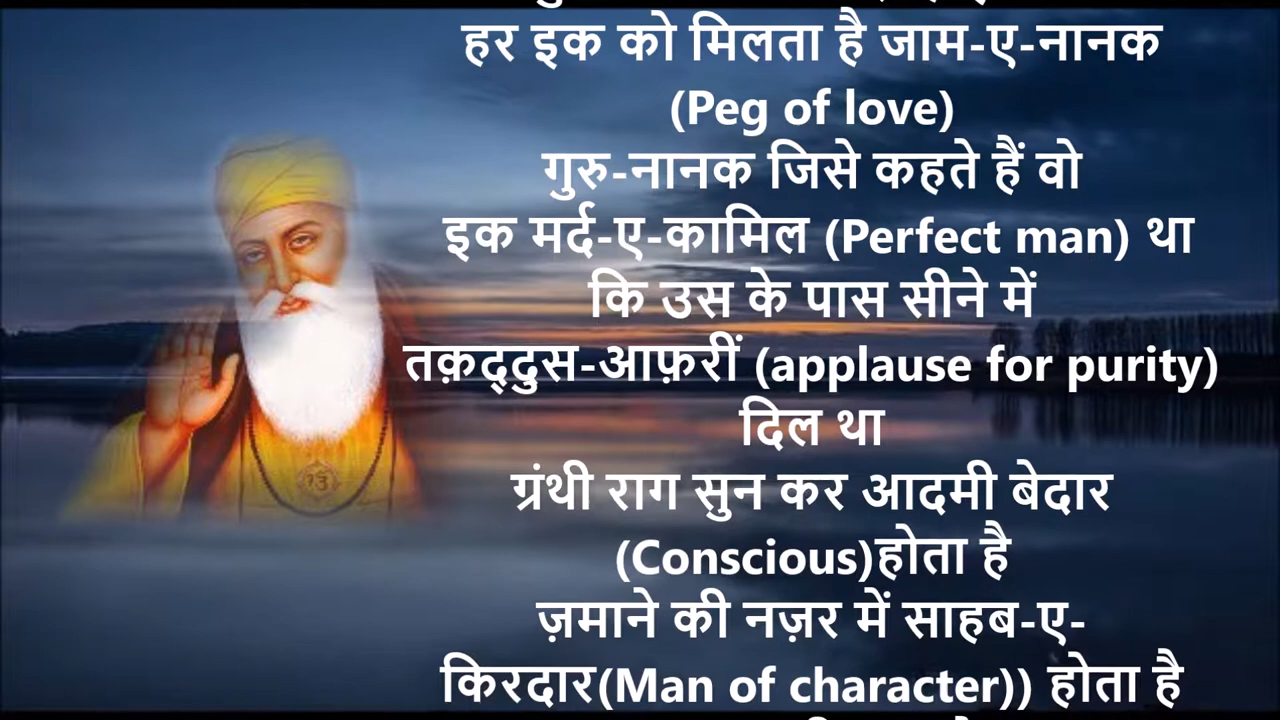 हर इक को मिलता है जाम-ए-नानक
(Peg of love)
गुरु-नानक जिसे कहते हैं वो
इक मर्द-ए-कामिल (Perfect man) था
कि उस के पास सीने में
तक़द्दुस-आफ़रीं (applause for purity)
दिल था
ग्रंथी राग सुन कर आदमी बेदार
(Conscious)होता है
ज़माने की नज़र में साहब-ए-
किरदार(Man of character)) होता है